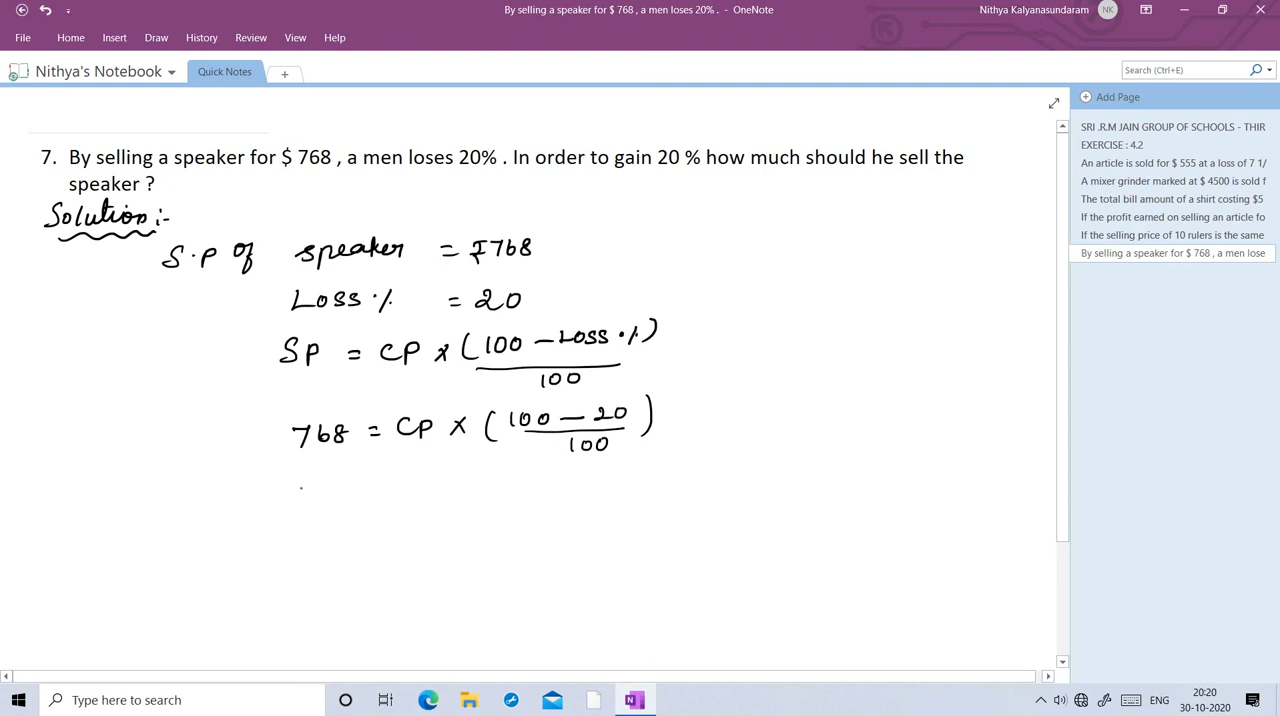 By selling a speaker for $ 768 , a men loses 20% . - OneNote
Nithya Kalyanasundaram NK
File Home Insert Draw History Review View Help
Nithya's Notebook Quick Notes +
Search (Ctrl+E)
Add Page
SRI .R.M JAIN GROUP OF SCHOOLS - THIR
EXERCISE : 4.2
An article is sold for $ 555 at a loss of 7 1/
A mixer grinder marked at $ 4500 is sold f
The total bill amount of a shirt costing $5
If the profit earned on selling an article fo
If the selling price of 10 rulers is the same
By selling a speaker for $ 768 , a men lose
7. By selling a speaker for $ 768 , a men loses 20% . In order to gain 20 % how much should he sell the
speaker ?
Solution :-
S.P of speaker = ₹768
Loss % = 20
SP = CP × (100 - Loss %)
100
768 = CP × (100 - 20)
100
Type here to search
ENG
20:20
30-10-2020